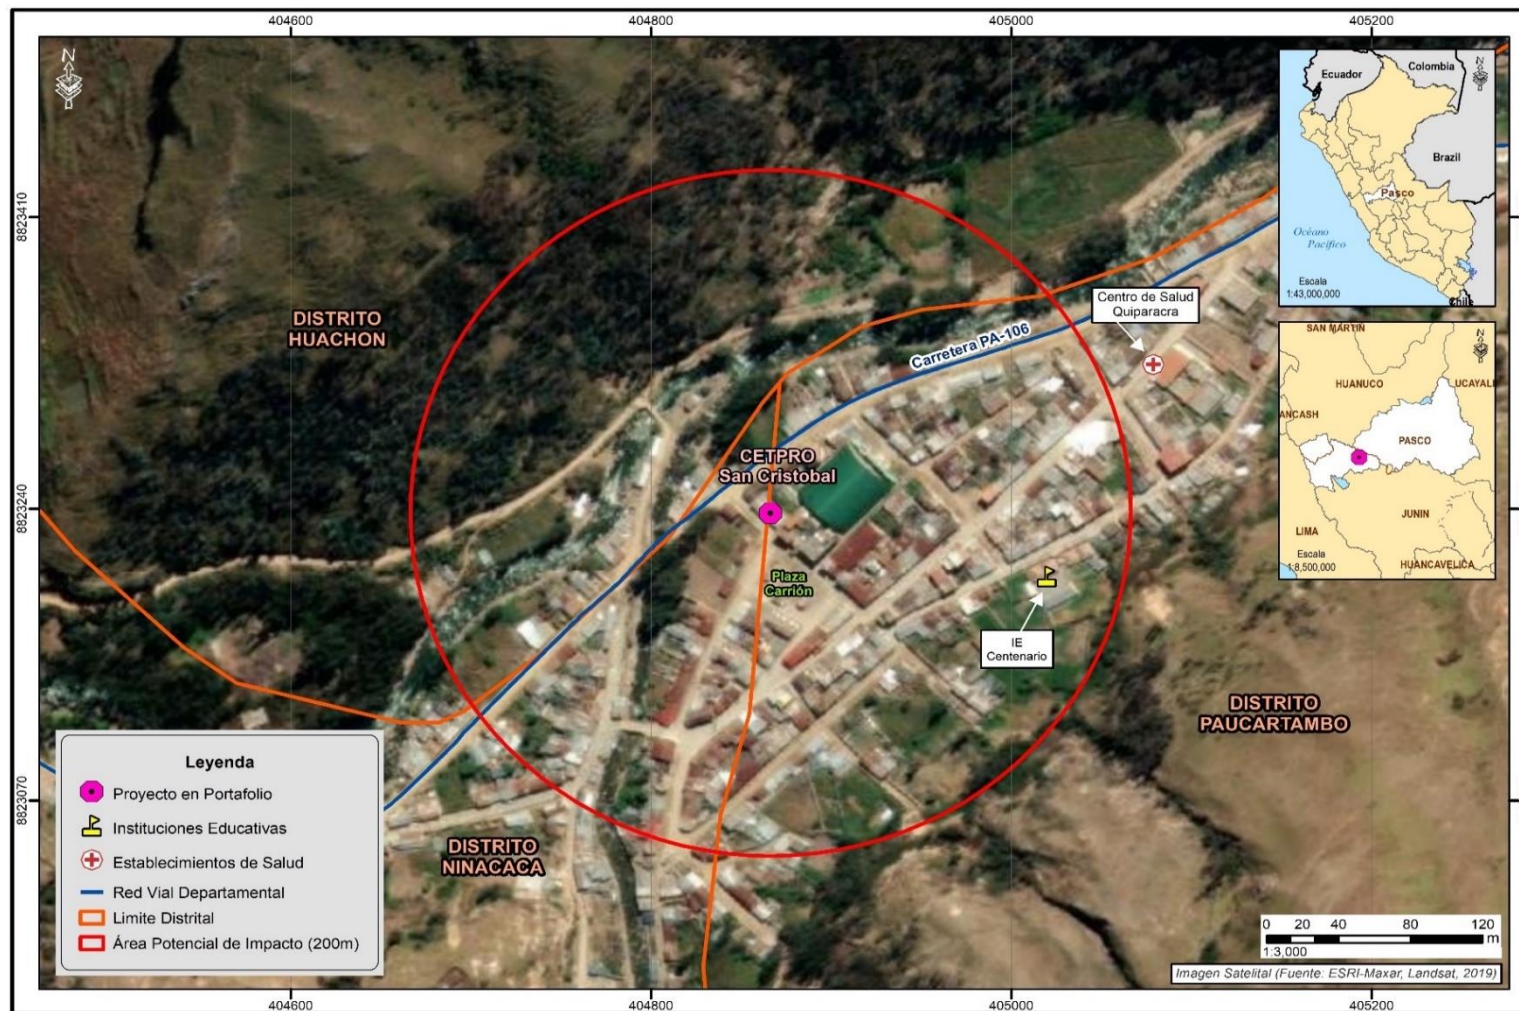 404600
404800
405000
405200
8823410
8823240
8823070
8823410
8823240
8823070
404600
404800
405000
405200
N
DISTRITO
HUACHON
Carretera PA-106
Centro de Salud
Quiparacra
CETPRO
San Cristobal
Plaza
Carrión
IE
Centenario
DISTRITO
PAUCARTAMBO
DISTRITO
NINACACA
Leyenda
Proyecto en Portafolio
Instituciones Educativas
Establecimientos de Salud
Red Vial Departamental
Limite Distrital
Área Potencial de Impacto (200m)
Ecuador
Colombia
N
Brazil
Pasco
Océano
Pacífico
Escala
1:43,000,000
Chile
SAN MARTIN
N
HUANUCO
UCAYALI
ANCASH
PASCO
JUNIN
LIMA
Escala
1:8,500,000
HUANCAVELICA
0 20 40 80 120
m
1:3,000
Imagen Satelital (Fuente: ESRI-Maxar, Landsat, 2019)